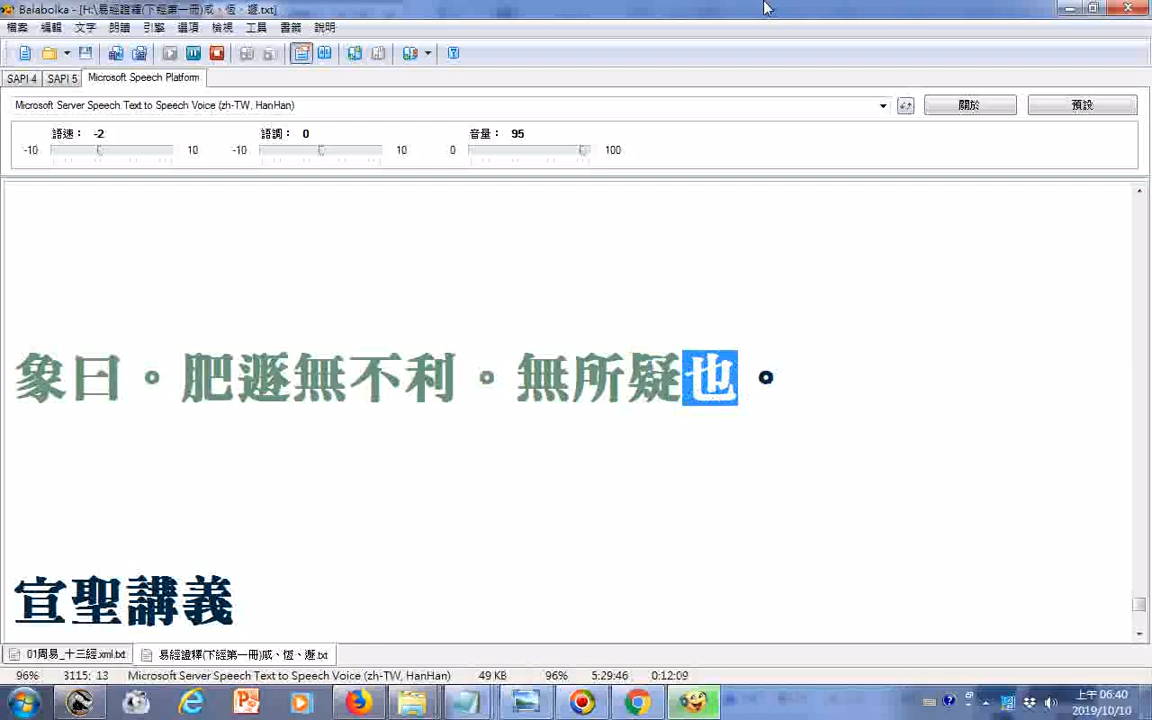 Balabolka - [H:\易經證釋(下經第一冊)咸、恆、遯.txt]
檔案 編輯 文字 朗讀 引擎 選項 檢視 工具 書籤 說明
SAPI 4 SAPI 5 Microsoft Speech Platform
Microsoft Server Speech Text to Speech Voice (zh-TW, HanHan) 關於 預設
語速： -2 語調： 0 音量： 95
-10 10 -10 10 0 100
象曰。肥遯無不利。無所疑也。
宣聖講義
01周易_十三經.xml.txt 易經證釋(下經第一冊)咸、恆、遯.txt
96% 3115: 13 Microsoft Server Speech Text to Speech Voice (zh-TW, HanHan) 49 KB 96% 5:29:46 0:12:09
上午 06:40
2019/10/10